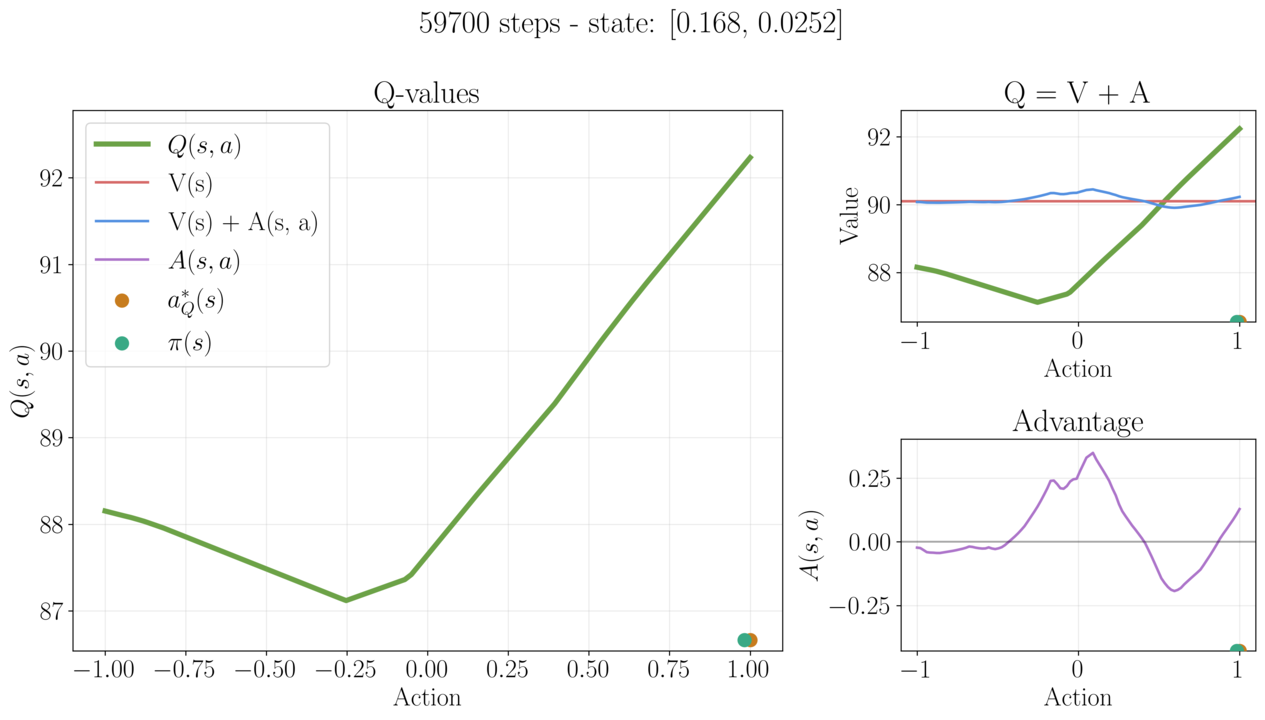 59700 steps - state: [0.168, 0.0252]
Q-values
Q(s, a)
V(s)
V(s) + A(s, a)
A(s, a)
a*Q(s)
π(s)
92
91
90
89
88
87
Q(s, a)
−1.00 −0.75 −0.50 −0.25 0.00 0.25 0.50 0.75 1.00
Action
Q = V + A
92
90
88
Value
−1 0 1
Action
Advantage
0.25
0.00
−0.25
A(s, a)
−1 0 1
Action